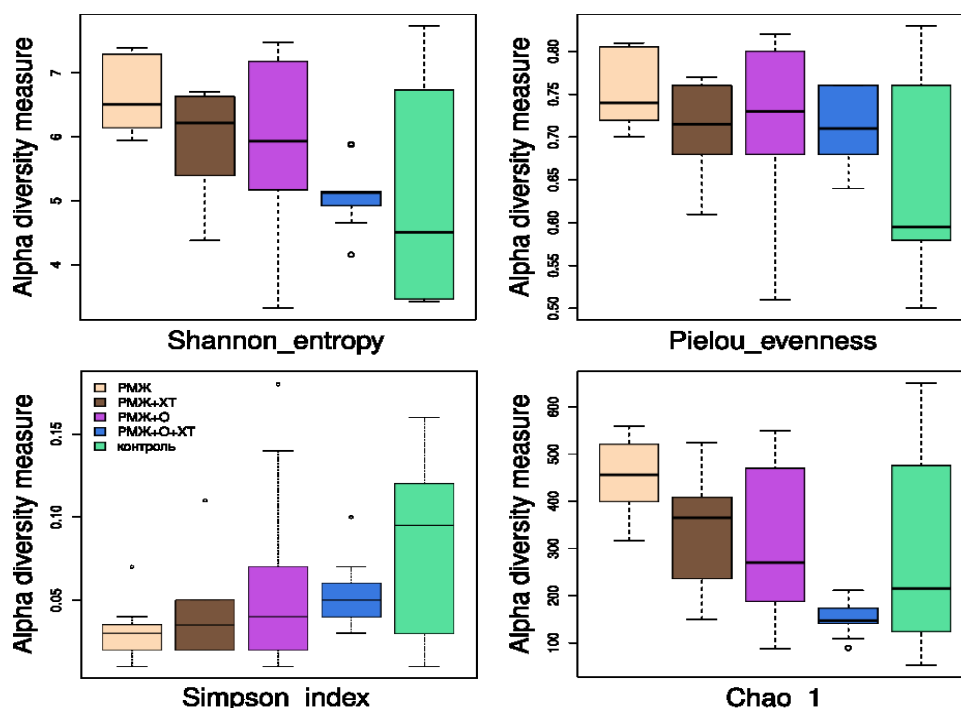 Alpha diversity measure
7
6
5
4
Shannon_entropy
Alpha diversity measure
0.80
0.75
0.70
0.65
0.60
0.55
0.50
Pielou_evenness
Alpha diversity measure
0.15
0.10
0.05
РМЖ
РМЖ+ХТ
РМЖ+О
РМЖ+О+ХТ
контроль
Simpson_index
Alpha diversity measure
600
500
400
300
200
100
Chao_1